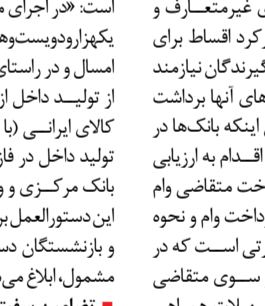 است: «در اجرای م
یکهزارودویست‌وه
امسال و در راستای
از تولید داخل از
کالای ایرانی (با
تولید داخل در فاز
بانک مرکزی و و
این دستورالعمل بر
و بازنشستگان دس
مشمول، ابلاغ می‌
غیرمتعارف و
کرد اقساط برای
گیرندگان نیازمند
های آنها برداشت
اینکه بانک‌ها در
اقدام به ارزیابی
خت متقاضی وام
داخت وام و نحوه
رتی است که در
سوی متقاضی